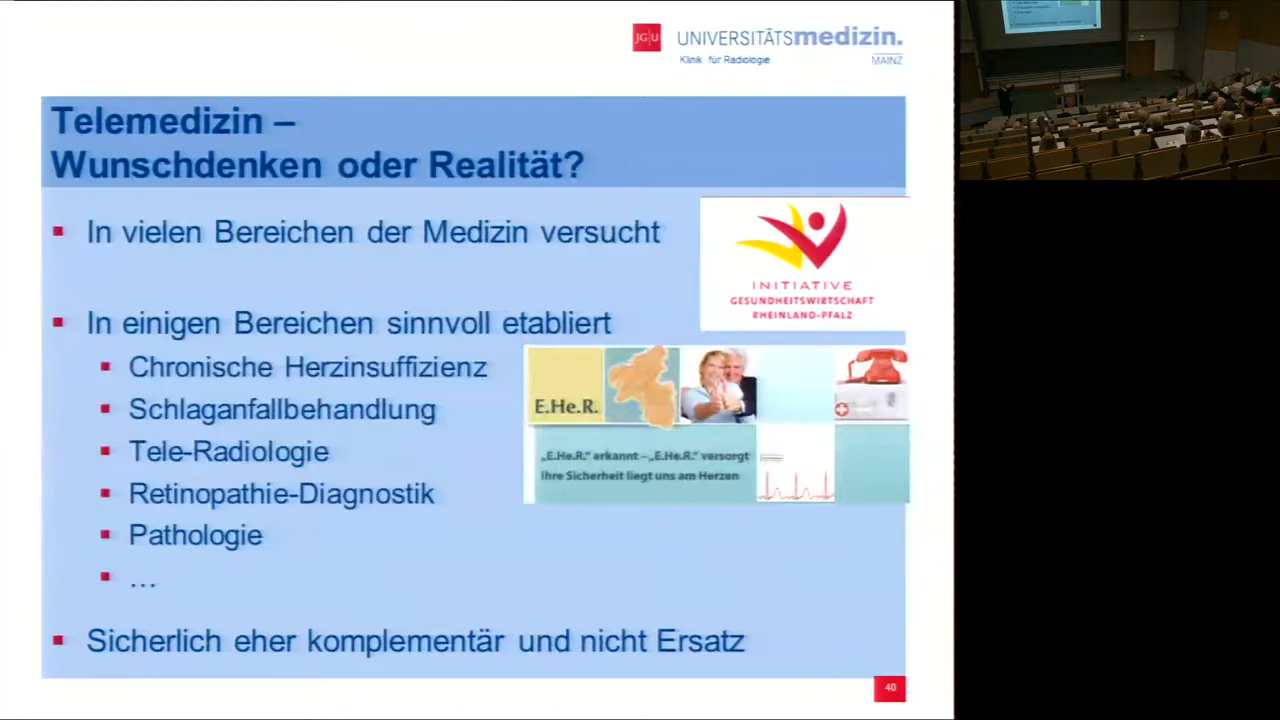 JG|U UNIVERSITÄTSmedizin.
Klinik für Radiologie MAINZ
Telemedizin –
Wunschdenken oder Realität?
In vielen Bereichen der Medizin versucht
INITIATIVE
GESUNDHEITSWIRTSCHAFT
RHEINLAND-PFALZ
In einigen Bereichen sinnvoll etabliert
Chronische Herzinsuffizienz
Schlaganfallbehandlung
Tele-Radiologie
Retinopathie-Diagnostik
Pathologie
...
E.He.R.
„E.He.R.“ erkannt – „E.He.R.“ versorgt
Ihre Sicherheit liegt uns am Herzen
Sicherlich eher komplementär und nicht Ersatz
40